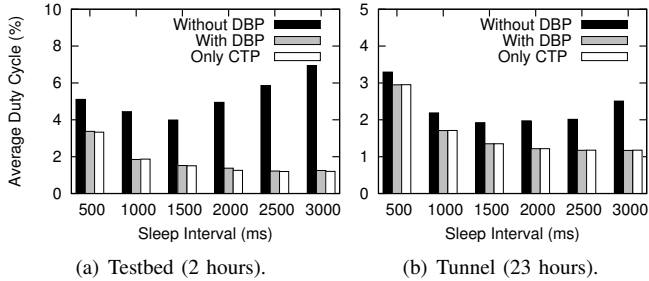 Average Duty Cycle (%)
10
8
6
4
2
0
Without DBP
With DBP
Only CTP
500 1000 1500 2000 2500 3000
Sleep Interval (ms)
(a) Testbed (2 hours).
5
4
3
2
1
0
Without DBP
With DBP
Only CTP
500 1000 1500 2000 2500 3000
Sleep Interval (ms)
(b) Tunnel (23 hours).